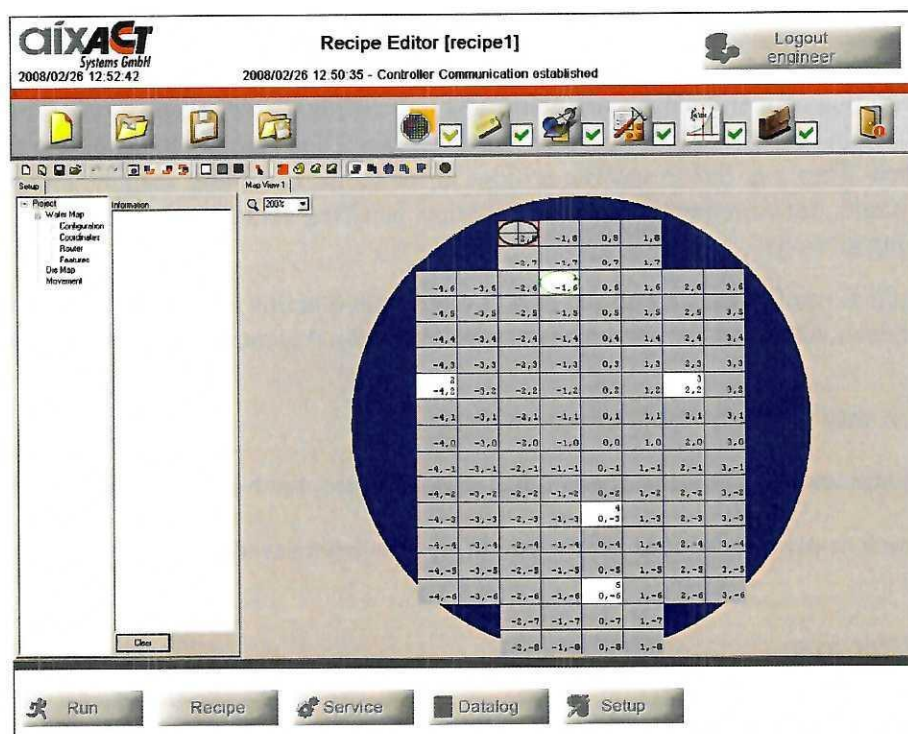 aixACT
Systems GmbH
2008/02/26 12:52:42
Recipe Editor [recipe1]
2008/02/26 12:50:35 - Controller Communication established
Logout
engineer
Setup
Map View 1
Project
Wafer Map
Configuration
Coordinates
Router
Features
Die Map
Movement
Information
200%
-2,8 -1,8 0,8 1,8
-2,7 -1,7 0,7 1,7
-4,6 -3,6 -2,6 -1,6 0,6 1,6 2,6 3,6
-4,5 -3,5 -2,5 -1,5 0,5 1,5 2,5 3,5
-4,4 -3,4 -2,4 -1,4 0,4 1,4 2,4 3,4
-4,3 -3,3 -2,3 -1,3 0,3 1,3 2,3 3,3
2 3
-4,2 -3,2 -2,2 -1,2 0,2 1,2 2,2 3,2
-4,1 -3,1 -2,1 -1,1 0,1 1,1 2,1 3,1
-4,0 -3,0 -2,0 -1,0 0,0 1,0 2,0 3,0
-4,-1 -3,-1 -2,-1 -1,-1 0,-1 1,-1 2,-1 3,-1
-4,-2 -3,-2 -2,-2 -1,-2 0,-2 1,-2 2,-2 3,-2
4
-4,-3 -3,-3 -2,-3 -1,-3 0,-3 1,-3 2,-3 3,-3
-4,-4 -3,-4 -2,-4 -1,-4 0,-4 1,-4 2,-4 3,-4
-4,-5 -3,-5 -2,-5 -1,-5 0,-5 1,-5 2,-5 3,-5
5
-4,-6 -3,-6 -2,-6 -1,-6 0,-6 1,-6 2,-6 3,-6
-2,-7 -1,-7 0,-7 1,-7
-2,-8 -1,-8 0,-8 1,-8
Clear
Run
Recipe
Service
Datalog
Setup